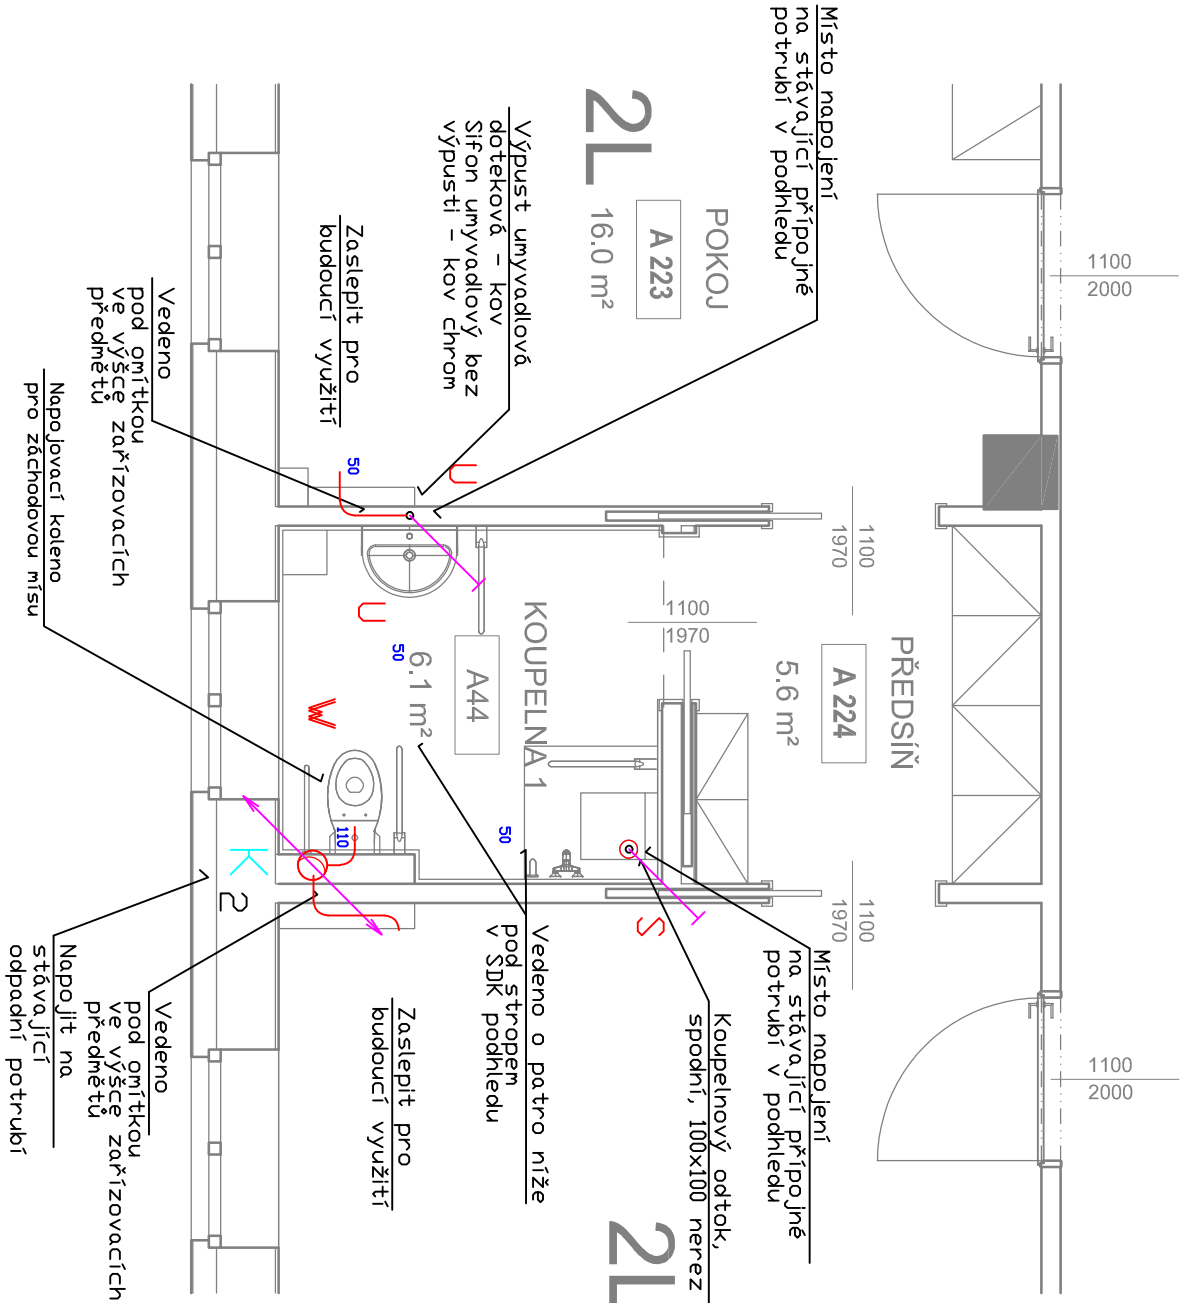 Místo napojení
na stávající přípojné
potrubí v podhledu
2L
POKOJ
A 223
16.0 m²
Výpust umyvadlová
doteková - kov
Sifon umyvadlový bez
výpusti - kov chrom
Zaslepit pro
budoucí využití
Vedeno
pod omítkou
ve výšce zařízovacích
předmětů
Napojovací koleno
pro záchodovou mísu
1100
2000
50
U
1100
1970
1100
1970
PŘEDSÍŇ
A 224
5.6 m²
KOUPELNA 1
A44
6.1 m²
U
50
W
110
50
K
2
S
1100
1970
Místo napojení
na stávající přípojné
potrubí v podhledu
Koupelnový odtok,
spodní, 100x100 nerez
Vedeno o patro níže
pod stropem
v SDK podhledu
Zaslepit pro
budoucí využití
Vedeno
pod omítkou
ve výšce zařízovacích
předmětů
Napojit na
stávající
odpadní potrubí
1100
2000
2L